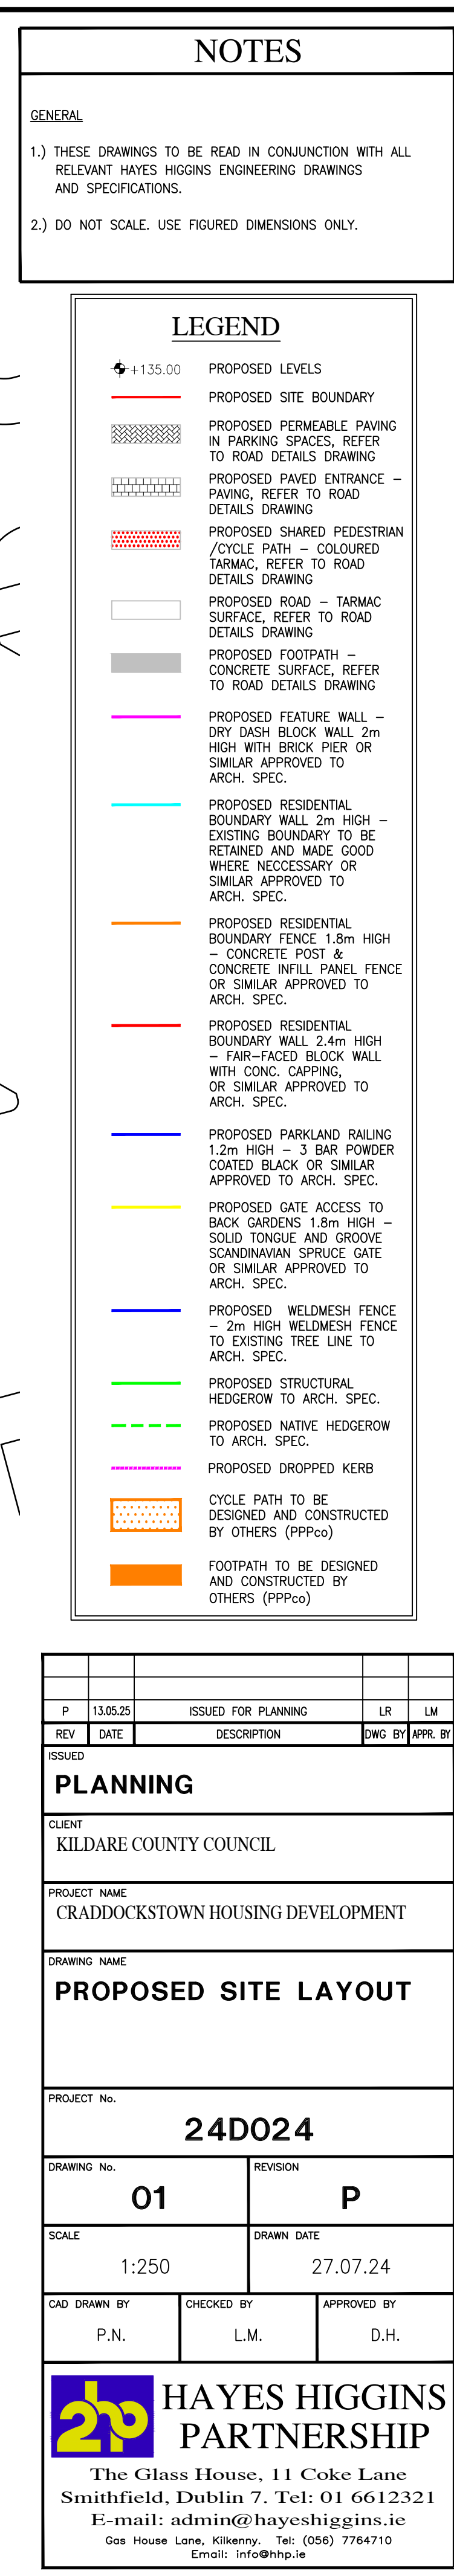 NOTES
GENERAL
1.) THESE DRAWINGS TO BE READ IN CONJUNCTION WITH ALL
RELEVANT HAYES HIGGINS ENGINEERING DRAWINGS
AND SPECIFICATIONS.
2.) DO NOT SCALE. USE FIGURED DIMENSIONS ONLY.
LEGEND
+135.00 PROPOSED LEVELS
PROPOSED SITE BOUNDARY
PROPOSED PERMEABLE PAVING
IN PARKING SPACES, REFER
TO ROAD DETAILS DRAWING
PROPOSED PAVED ENTRANCE –
PAVING, REFER TO ROAD
DETAILS DRAWING
PROPOSED SHARED PEDESTRIAN
/CYCLE PATH – COLOURED
TARMAC, REFER TO ROAD
DETAILS DRAWING
PROPOSED ROAD – TARMAC
SURFACE, REFER TO ROAD
DETAILS DRAWING
PROPOSED FOOTPATH –
CONCRETE SURFACE, REFER
TO ROAD DETAILS DRAWING
PROPOSED FEATURE WALL –
DRY DASH BLOCK WALL 2m
HIGH WITH BRICK PIER OR
SIMILAR APPROVED TO
ARCH. SPEC.
PROPOSED RESIDENTIAL
BOUNDARY WALL 2m HIGH –
EXISTING BOUNDARY TO BE
RETAINED AND MADE GOOD
WHERE NECCESSARY OR
SIMILAR APPROVED TO
ARCH. SPEC.
PROPOSED RESIDENTIAL
BOUNDARY FENCE 1.8m HIGH
– CONCRETE POST &
CONCRETE INFILL PANEL FENCE
OR SIMILAR APPROVED TO
ARCH. SPEC.
PROPOSED RESIDENTIAL
BOUNDARY WALL 2.4m HIGH
– FAIR–FACED BLOCK WALL
WITH CONC. CAPPING,
OR SIMILAR APPROVED TO
ARCH. SPEC.
PROPOSED PARKLAND RAILING
1.2m HIGH – 3 BAR POWDER
COATED BLACK OR SIMILAR
APPROVED TO ARCH. SPEC.
PROPOSED GATE ACCESS TO
BACK GARDENS 1.8m HIGH –
SOLID TONGUE AND GROOVE
SCANDINAVIAN SPRUCE GATE
OR SIMILAR APPROVED TO
ARCH. SPEC.
PROPOSED WELDMESH FENCE
– 2m HIGH WELDMESH FENCE
TO EXISTING TREE LINE TO
ARCH. SPEC.
PROPOSED STRUCTURAL
HEDGEROW TO ARCH. SPEC.
PROPOSED NATIVE HEDGEROW
TO ARCH. SPEC.
PROPOSED DROPPED KERB
CYCLE PATH TO BE
DESIGNED AND CONSTRUCTED
BY OTHERS (PPPco)
FOOTPATH TO BE DESIGNED
AND CONSTRUCTED BY
OTHERS (PPPco)
P 13.05.25 ISSUED FOR PLANNING LR LM
REV DATE DESCRIPTION DWG BY APPR. BY
ISSUED
PLANNING
CLIENT
KILDARE COUNTY COUNCIL
PROJECT NAME
CRADDOCKSTOWN HOUSING DEVELOPMENT
DRAWING NAME
PROPOSED SITE LAYOUT
PROJECT No.
24D024
DRAWING No. REVISION
01 P
SCALE DRAWN DATE
1:250 27.07.24
CAD DRAWN BY CHECKED BY APPROVED BY
P.N. L.M. D.H.
2hp HAYES HIGGINS
PARTNERSHIP
The Glass House, 11 Coke Lane
Smithfield, Dublin 7. Tel: 01 6612321
E-mail: admin@hayeshiggins.ie
Gas House Lane, Kilkenny. Tel: (056) 7764710
Email: info@hhp.ie